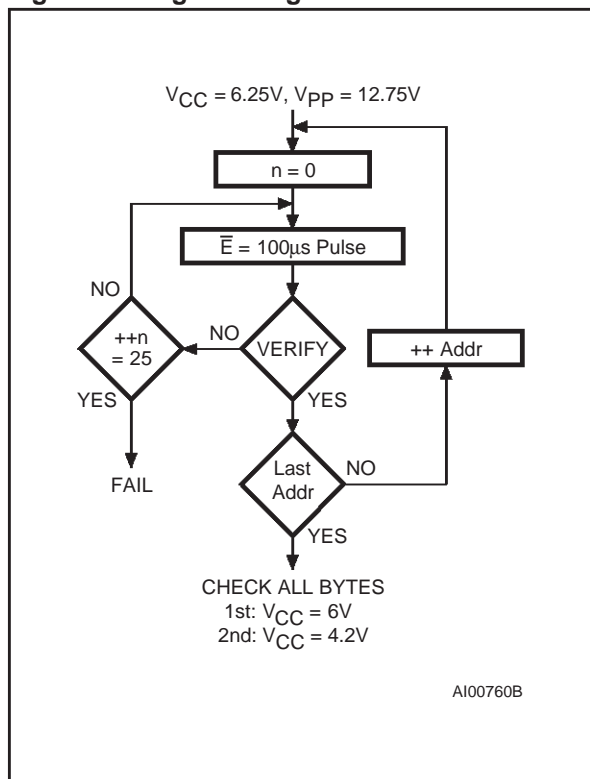 V_CC = 6.25V, V_PP = 12.75V
n = 0
E̅ = 100µs Pulse
NO
++n
= 25
NO
VERIFY
++ Addr
YES
YES
Last
Addr
NO
FAIL
YES
CHECK ALL BYTES
1st: V_CC = 6V
2nd: V_CC = 4.2V
AI00760B